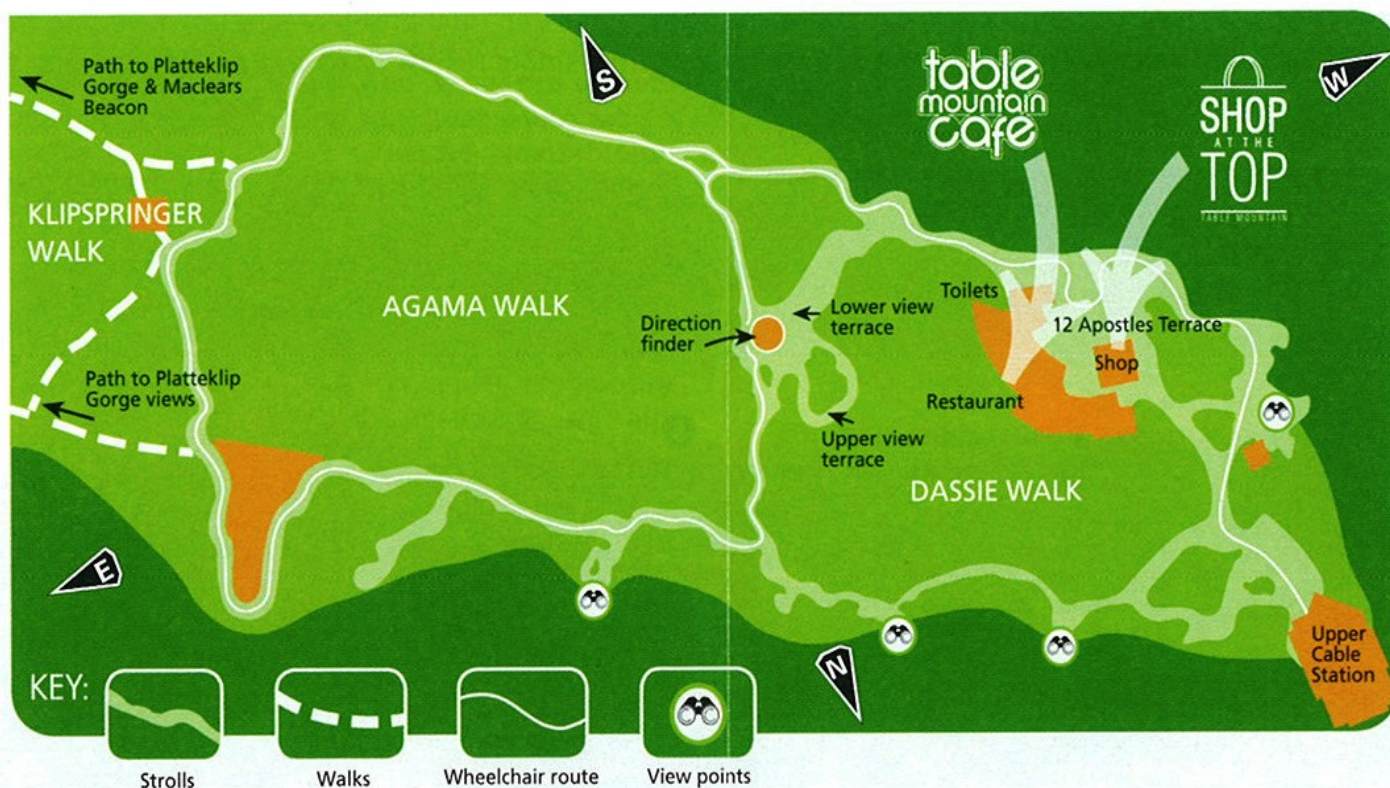 Path to Platteklip
Gorge & Maclears
Beacon
S
table
mountain
cafe
SHOP
AT THE
TOP
TABLE MOUNTAIN
W
KLIPSPRINGER
WALK
AGAMA WALK
Direction
finder
Lower view
terrace
Toilets
12 Apostles Terrace
Shop
Restaurant
Path to Platteklip
Gorge views
Upper view
terrace
DASSIE WALK
E
N
Upper
Cable
Station
KEY:
Strolls
Walks
Wheelchair route
View points